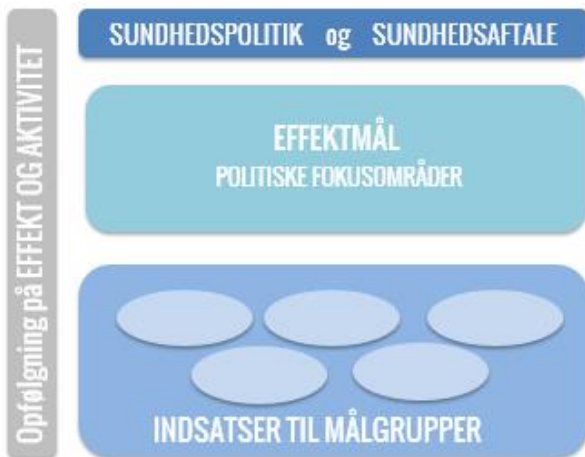 SUNDHEDSPOLITIK og SUNDHEDSAFTALE
EFFEKTMÅL
POLITISKE FOKUSOMRÅDER
INDSATSER TIL MÅLGRUPPER
Opfølgning på EFFEKT OG AKTIVITET